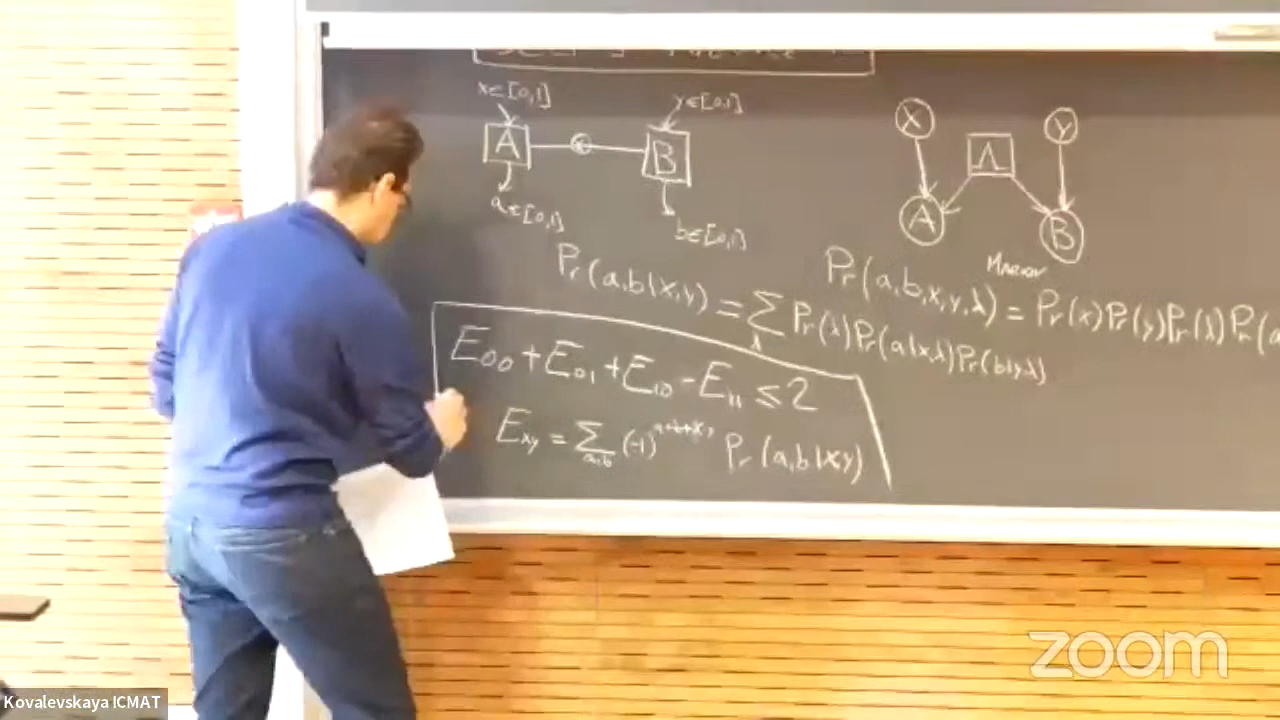 x∈[0,1]
y∈[0,1]
A
B
a∈[0,1]
b∈[0,1]
X
Λ
Y
A
B
Markov
Pr(a,b|x,y) = ∑λ Pr(λ)Pr(a|x,λ)Pr(b|y,λ)
Pr(a,b,x,y,λ) = Pr(x)Pr(y)Pr(λ)Pr(a
E₀₀ + E₀₁ + E₁₀ - E₁₁ ≤ 2
Exy = ∑a,b (-1) Pr(a,b|xy)
zoom
Kovalevskaya ICMAT